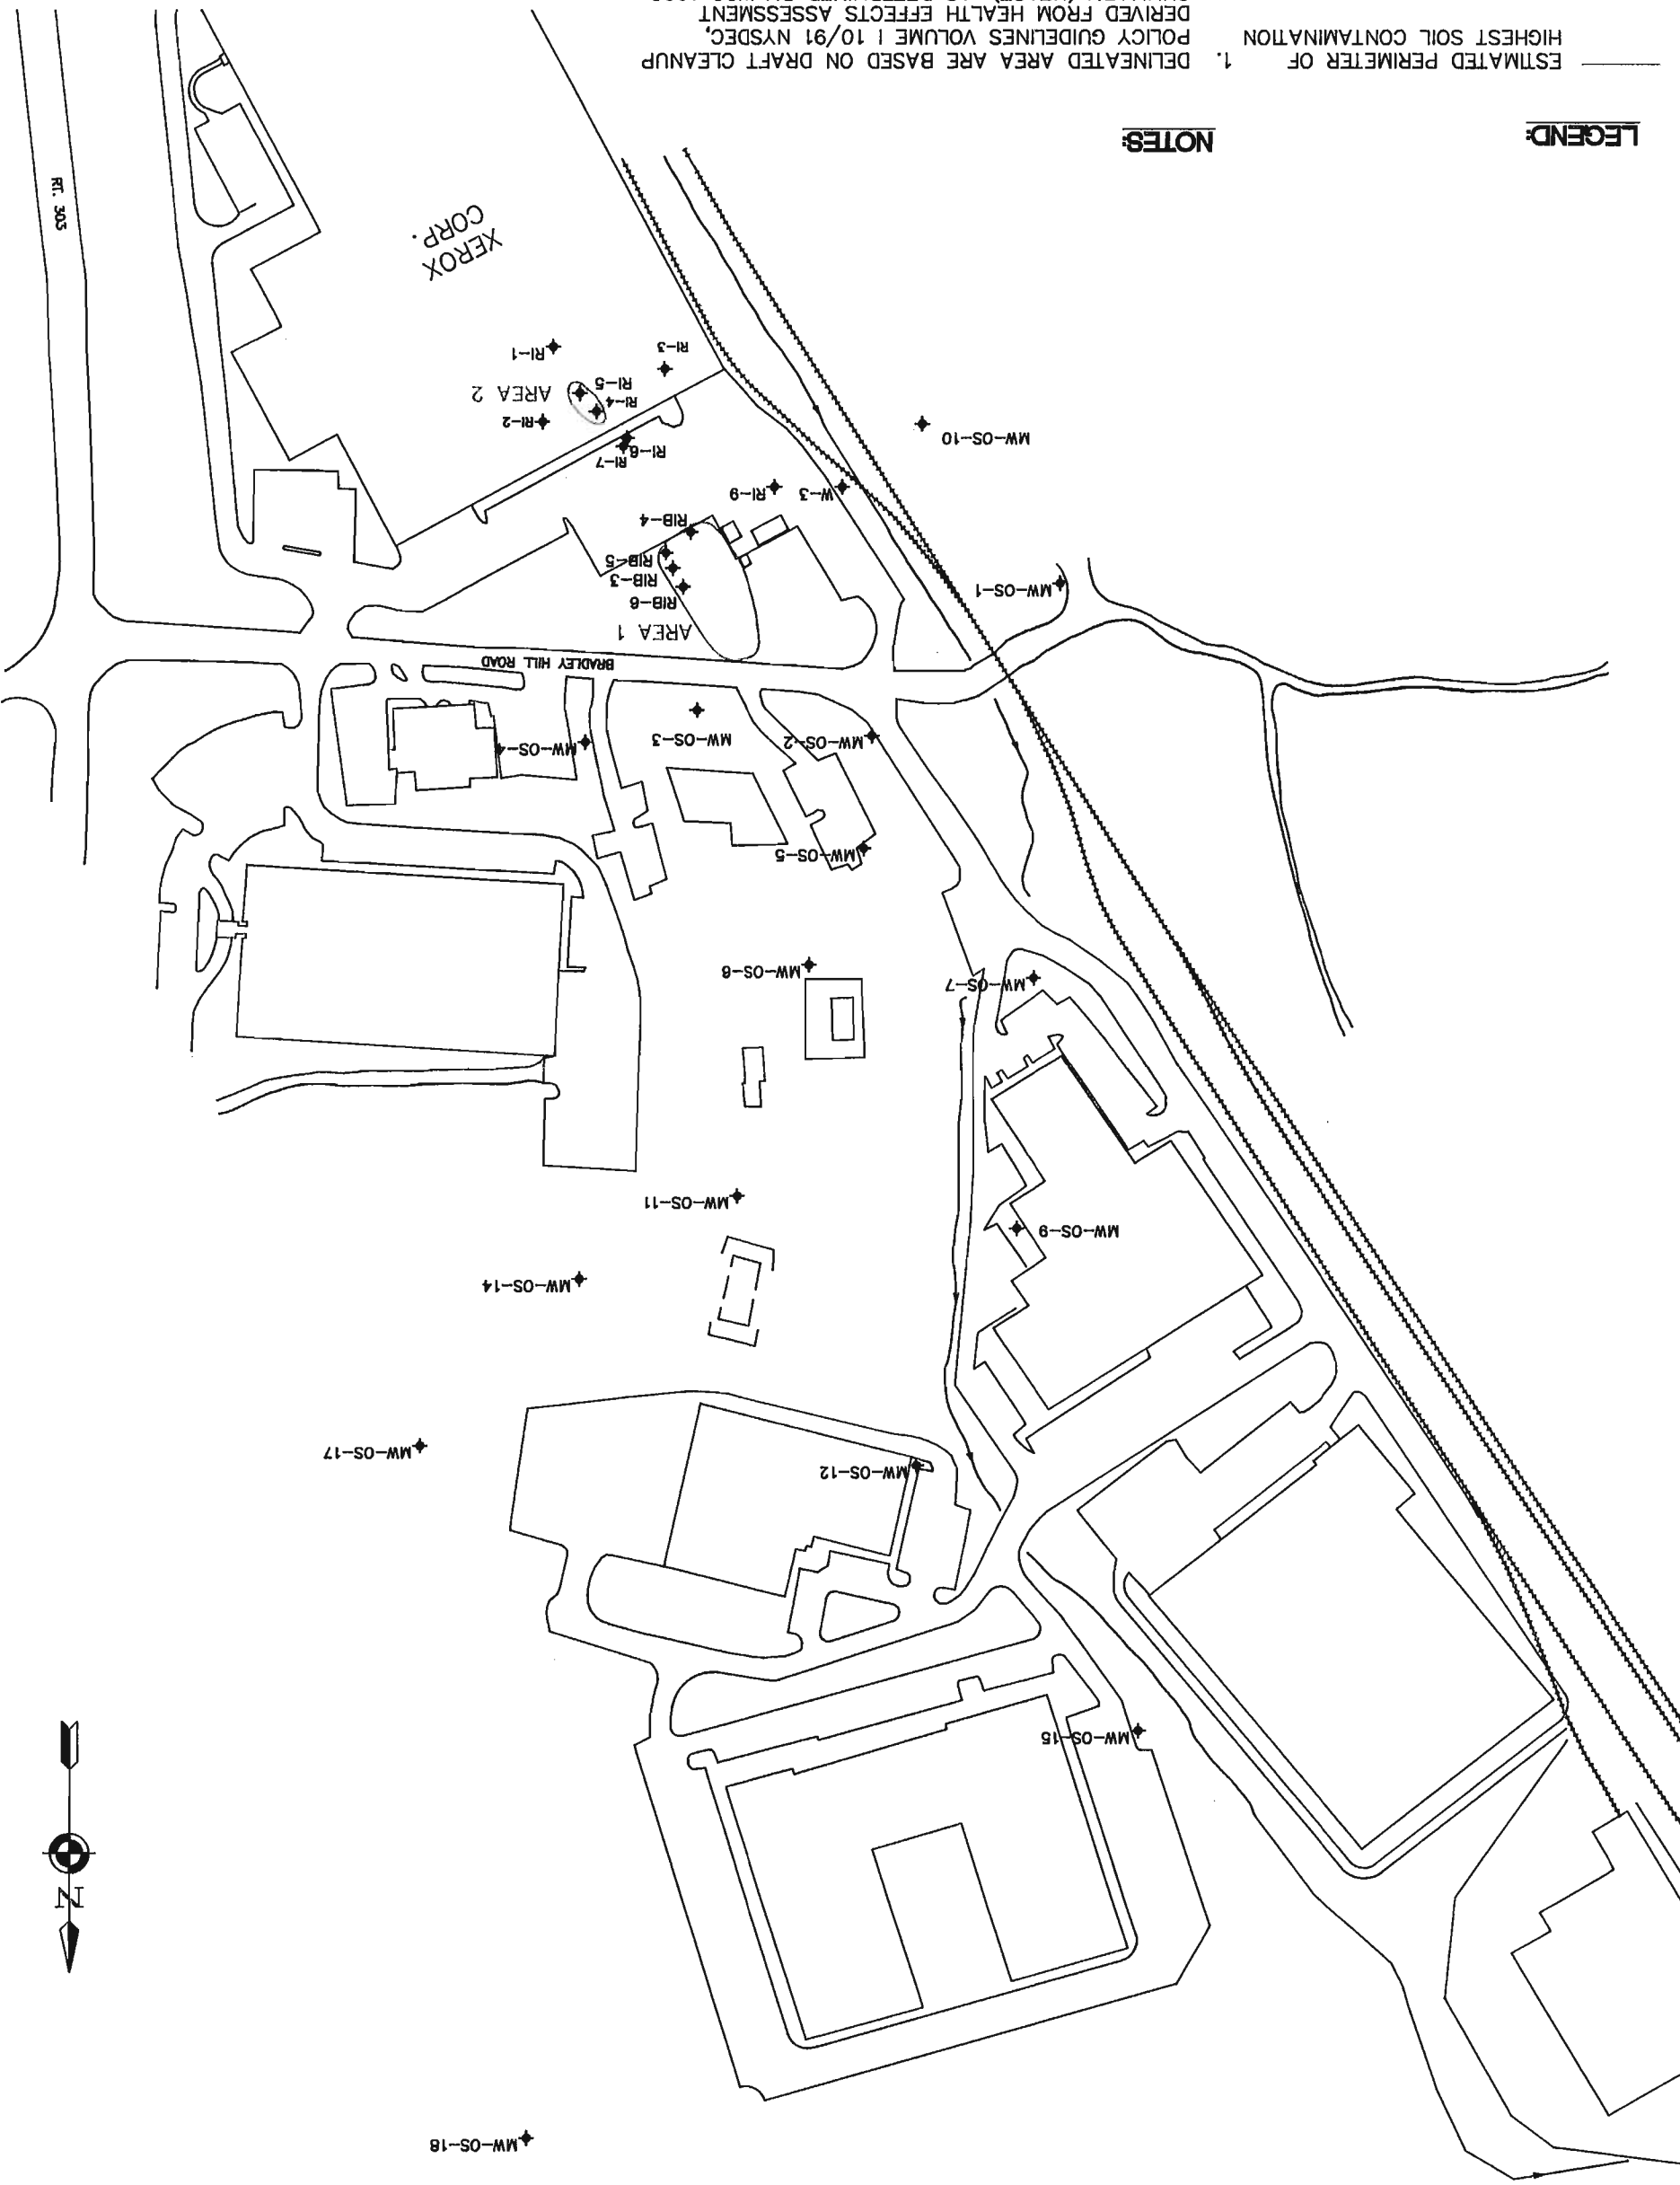 MW-OS-18
N
MW-OS-15
MW-OS-12
MW-OS-17
MW-OS-14
MW-OS-9
MW-OS-11
MW-OS-7
MW-OS-8
MW-OS-5
MW-OS-2
MW-OS-3
MW-OS-4
BRADLEY HILL ROAD
AREA 1
MW-OS-1
RIB-6
RIB-3
RIB-5
RIB-4
W-3
RI-9
MW-OS-10
RI-7
RI-6
RI-2
RI-4
AREA 2
RI-5
RI-1
RI-3
XEROX
CORP.
RT. 303
LEGEND:
ESTIMATED PERIMETER OF
HIGHEST SOIL CONTAMINATION
NOTES:
1. DELINEATED AREA ARE BASED ON DRAFT CLEANUP
POLICY GUIDELINES VOLUME I 10/91 NYSDEC,
DERIVED FROM HEALTH EFFECTS ASSESSMENT